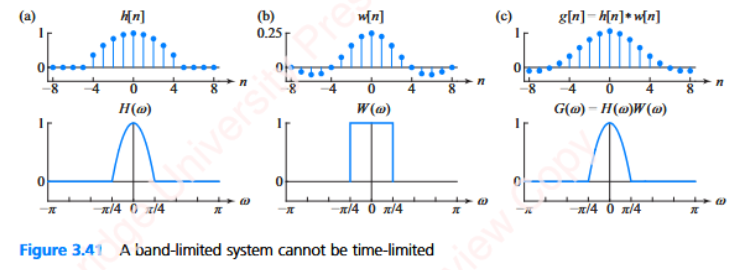 (a) h[n] (b) w[n] (c) g[n] = h[n]*w[n]
1 0.25 1
0 0 0
−8 −4 0 4 8 n −8 −4 0 4 8 n −8 −4 0 4 8 n
H(ω) W(ω) G(ω) = H(ω)W(ω)
1 1 1
0 0 0
−π −π/4 0 π/4 π ω −π −π/4 0 π/4 π ω −π −π/4 0 π/4 π ω
Figure 3.41 A band-limited system cannot be time-limited